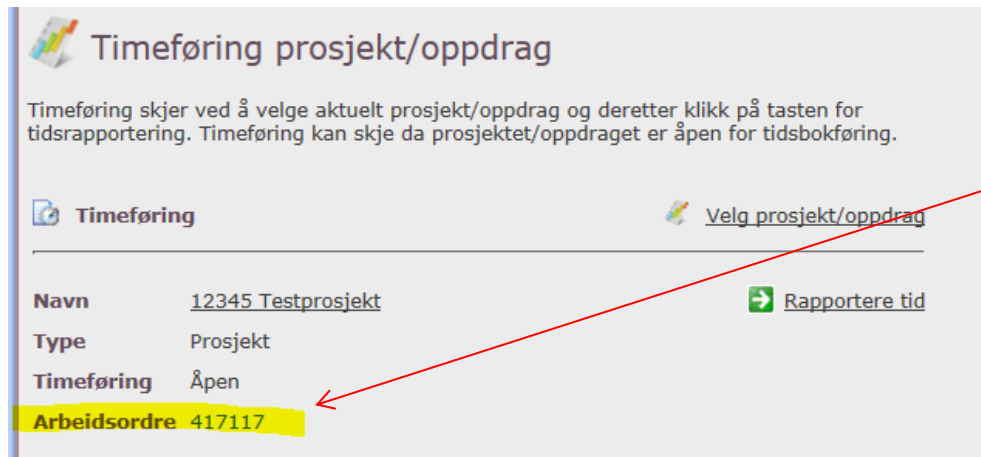 Timeføring prosjekt/oppdrag
Timeføring skjer ved å velge aktuelt prosjekt/oppdrag og deretter klikk på tasten for
tidsrapportering. Timeføring kan skje da prosjektet/oppdraget er åpen for tidsbokføring.
Timeføring Velg prosjekt/oppdrag
Navn 12345 Testprosjekt Rapportere tid
Type Prosjekt
Timeføring Åpen
Arbeidsordre 417117